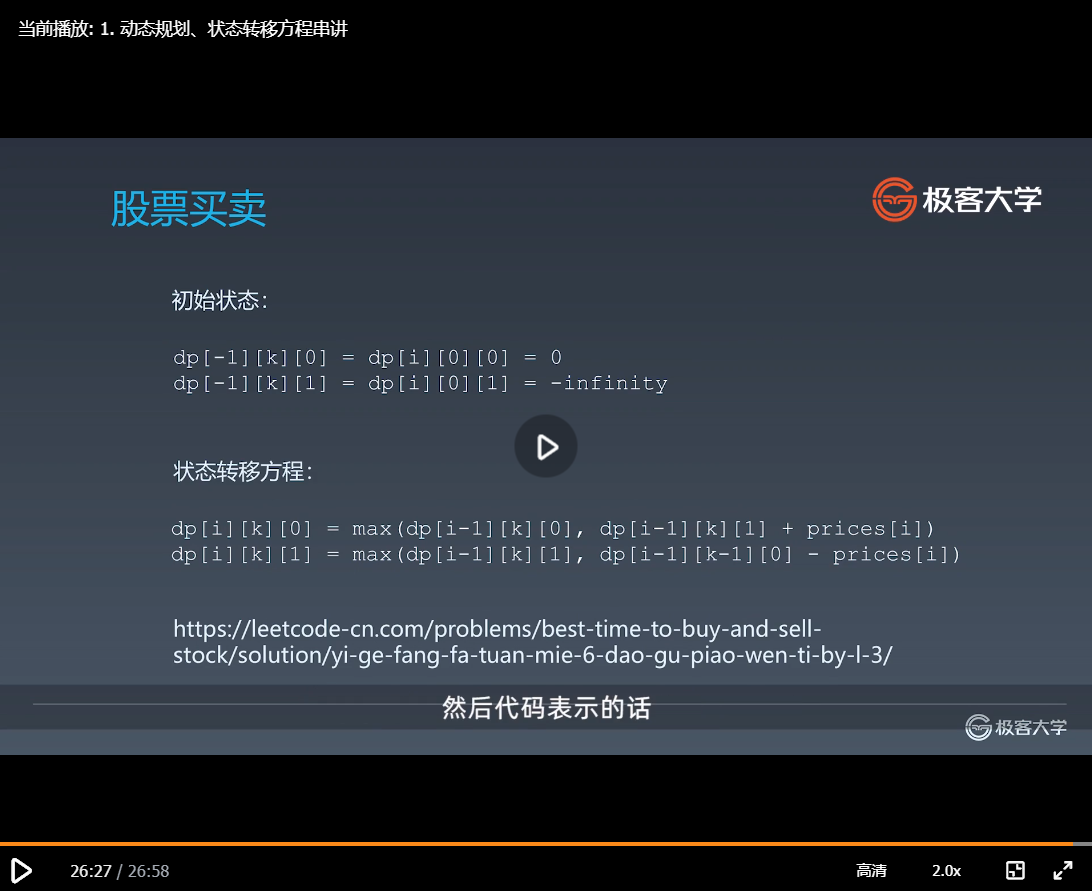 当前播放: 1. 动态规划、状态转移方程串讲
股票买卖
极客大学
初始状态:
dp[-1][k][0] = dp[i][0][0] = 0
dp[-1][k][1] = dp[i][0][1] = -infinity
状态转移方程:
dp[i][k][0] = max(dp[i-1][k][0], dp[i-1][k][1] + prices[i])
dp[i][k][1] = max(dp[i-1][k][1], dp[i-1][k-1][0] - prices[i])
https://leetcode-cn.com/problems/best-time-to-buy-and-sell-
stock/solution/yi-ge-fang-fa-tuan-mie-6-dao-gu-piao-wen-ti-by-l-3/
然后代码表示的话
极客大学
26:27 / 26:58 高清 2.0x